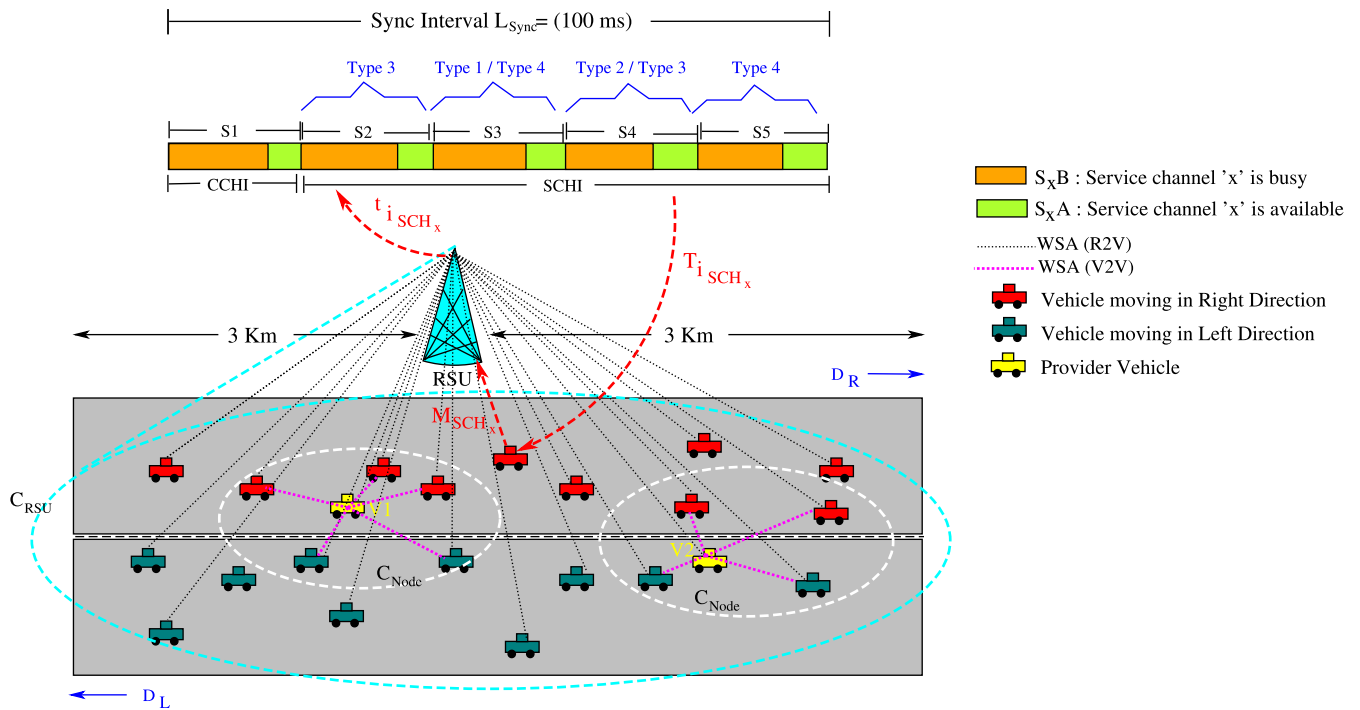 Sync Interval L_Sync = (100 ms)
Type 3
Type 1 / Type 4
Type 2 / Type 3
Type 4
S1
S2
S3
S4
S5
CCHI
SCHI
t i SCH x
T i SCH x
S x B : Service channel 'x' is busy
S x A : Service channel 'x' is available
WSA (R2V)
WSA (V2V)
Vehicle moving in Right Direction
Vehicle moving in Left Direction
Provider Vehicle
3 Km
3 Km
RSU
D R
M SCH x
C RSU
V1
V2
C Node
C Node
D L